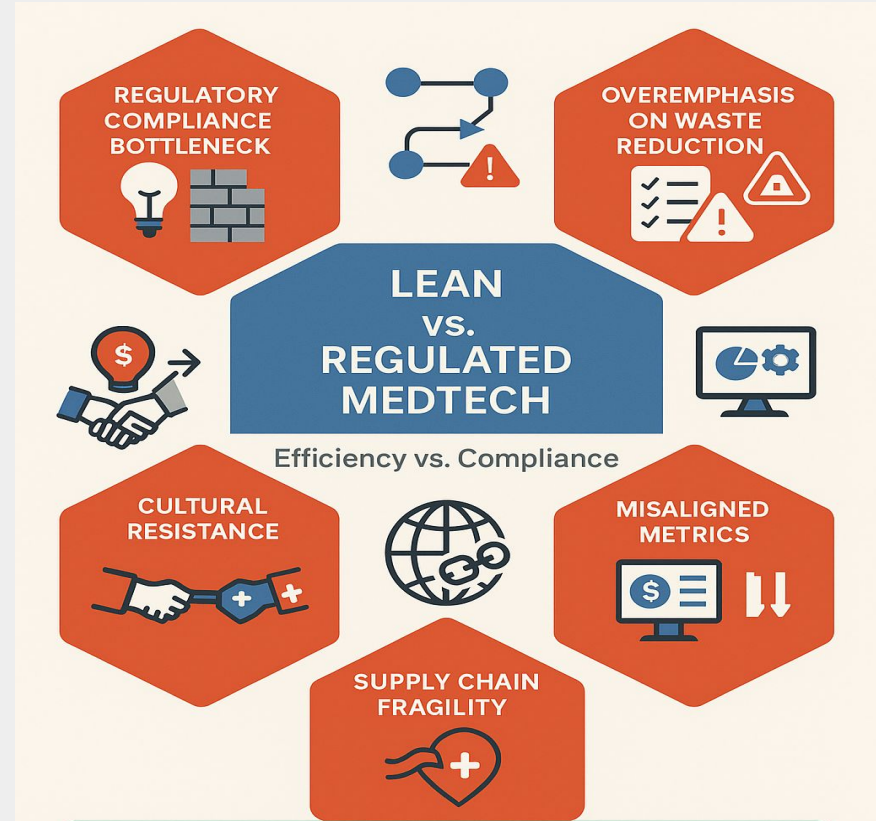 REGULATORY
COMPLIANCE
BOTTLENECK
OVEREMPHASIS
ON WASTE
REDUCTION
LEAN
vs.
REGULATED
MEDTECH
Efficiency vs. Compliance
CULTURAL
RESISTANCE
MISALIGNED
METRICS
SUPPLY CHAIN
FRAGILITY